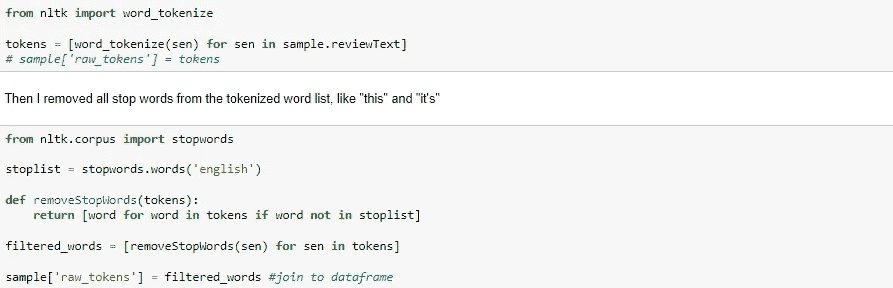 from nltk import word_tokenize
tokens = [word_tokenize(sen) for sen in sample.reviewText]
# sample['raw_tokens'] = tokens
Then I removed all stop words from the tokenized word list, like "this" and "it's"
from nltk.corpus import stopwords
stoplist = stopwords.words('english')
def removeStopWords(tokens):
    return [word for word in tokens if word not in stoplist]
filtered_words = [removeStopWords(sen) for sen in tokens]
sample['raw_tokens'] = filtered_words #join to dataframe